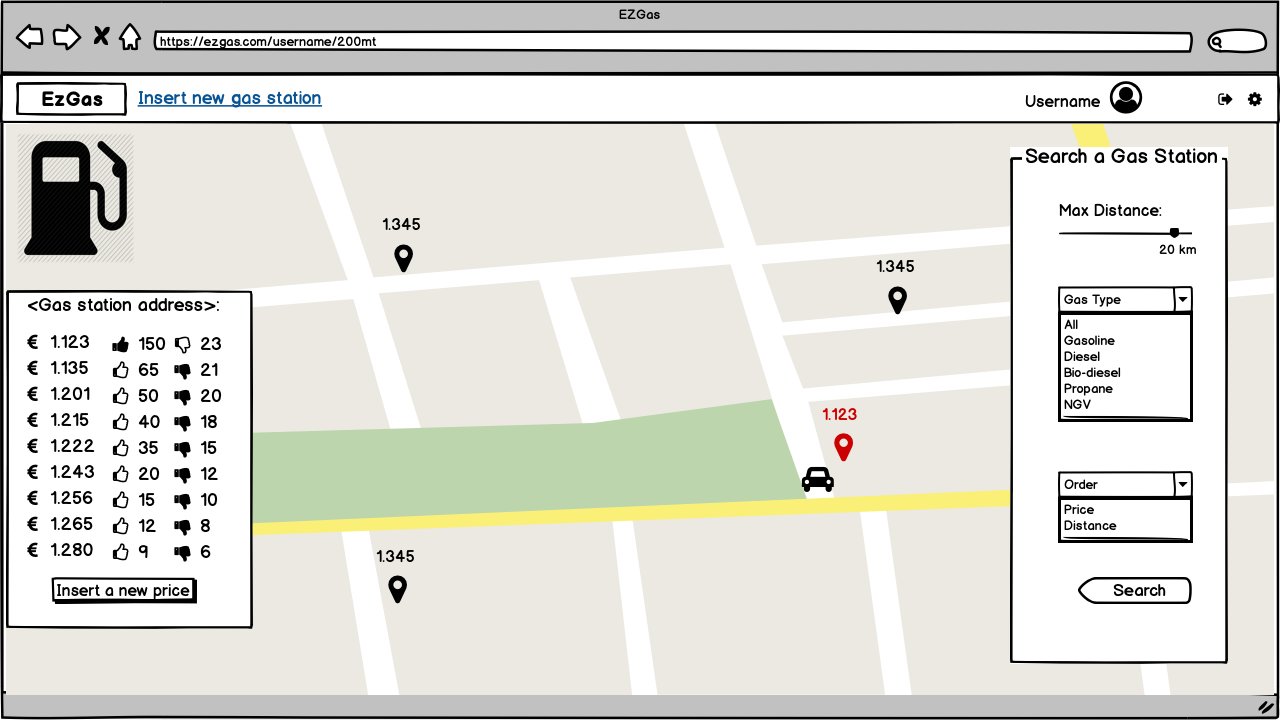 EZGas
https://ezgas.com/username/200mt
EzGas
Insert new gas station
Username
1.345
1.345
1.123
1.345
<Gas station address>:
€ 1.123 150 23
€ 1.135 65 21
€ 1.201 50 20
€ 1.215 40 18
€ 1.222 35 15
€ 1.243 20 12
€ 1.256 15 10
€ 1.265 12 8
€ 1.280 9 6
Insert a new price
Search a Gas Station
Max Distance:
20 km
Gas Type
All
Gasoline
Diesel
Bio-diesel
Propane
NGV
Order
Price
Distance
Search